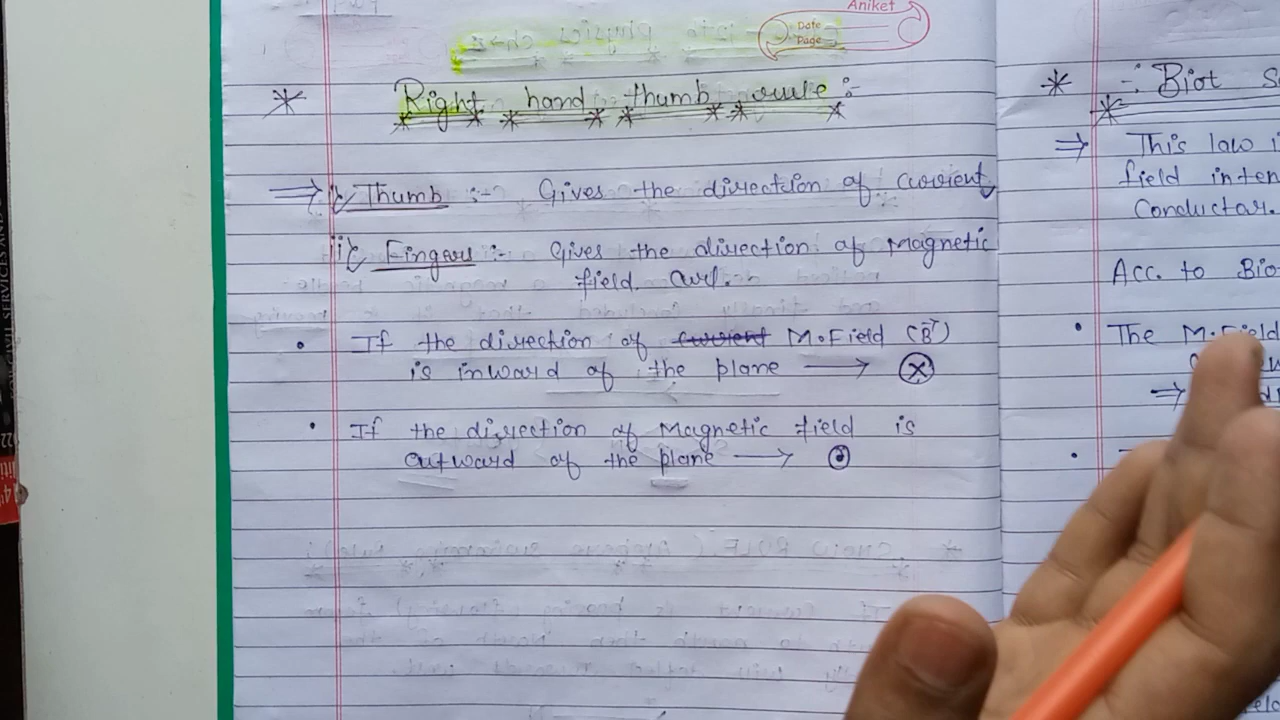 Aniket
Date
Page
* Right hand thumb rule :-
⇒ i) Thumb :- Gives the direction of current
ii) Fingers :- Gives the direction of Magnetic
field curl.
• If the direction of current M.Field (B⃗)
is inward of the plane → ⊗
• If the direction of Magnetic field is
outward of the plane → ⊙
* :- Biot S
⇒ This law i
field inten
Conductor.
Acc. to Bio
• The M.Field